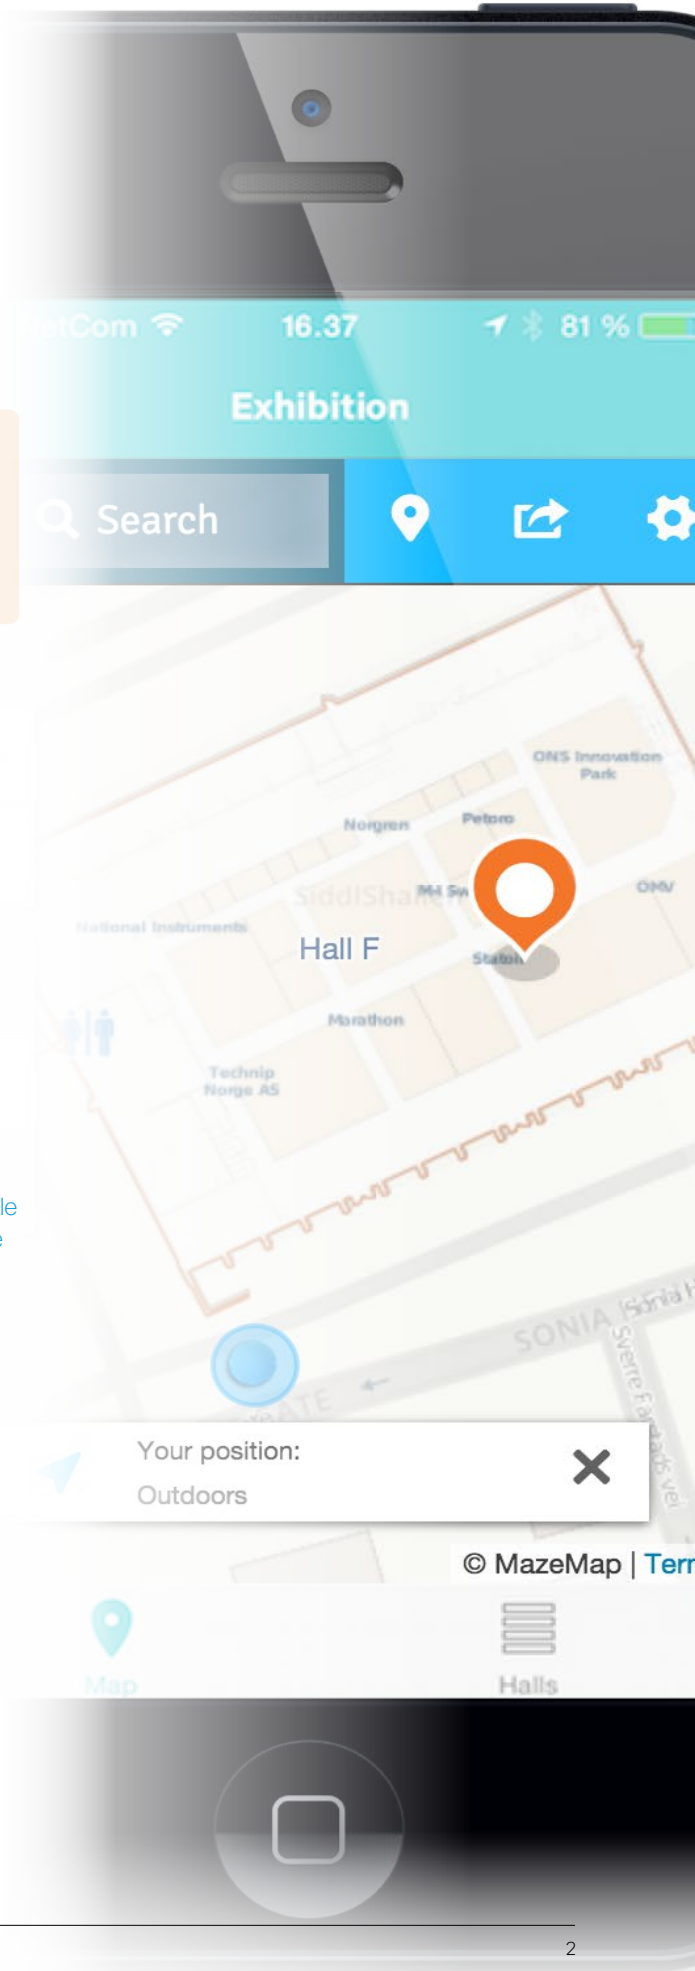 16.37
81 %
Exhibition
Search
ONS Innovation
Park
Norgren
Petoro
OMV
National Instruments
Hall F
Marathon
Technip
Norge AS
le
e
SONIA
Your position:
Outdoors
© MazeMap |
Map
Halls
2